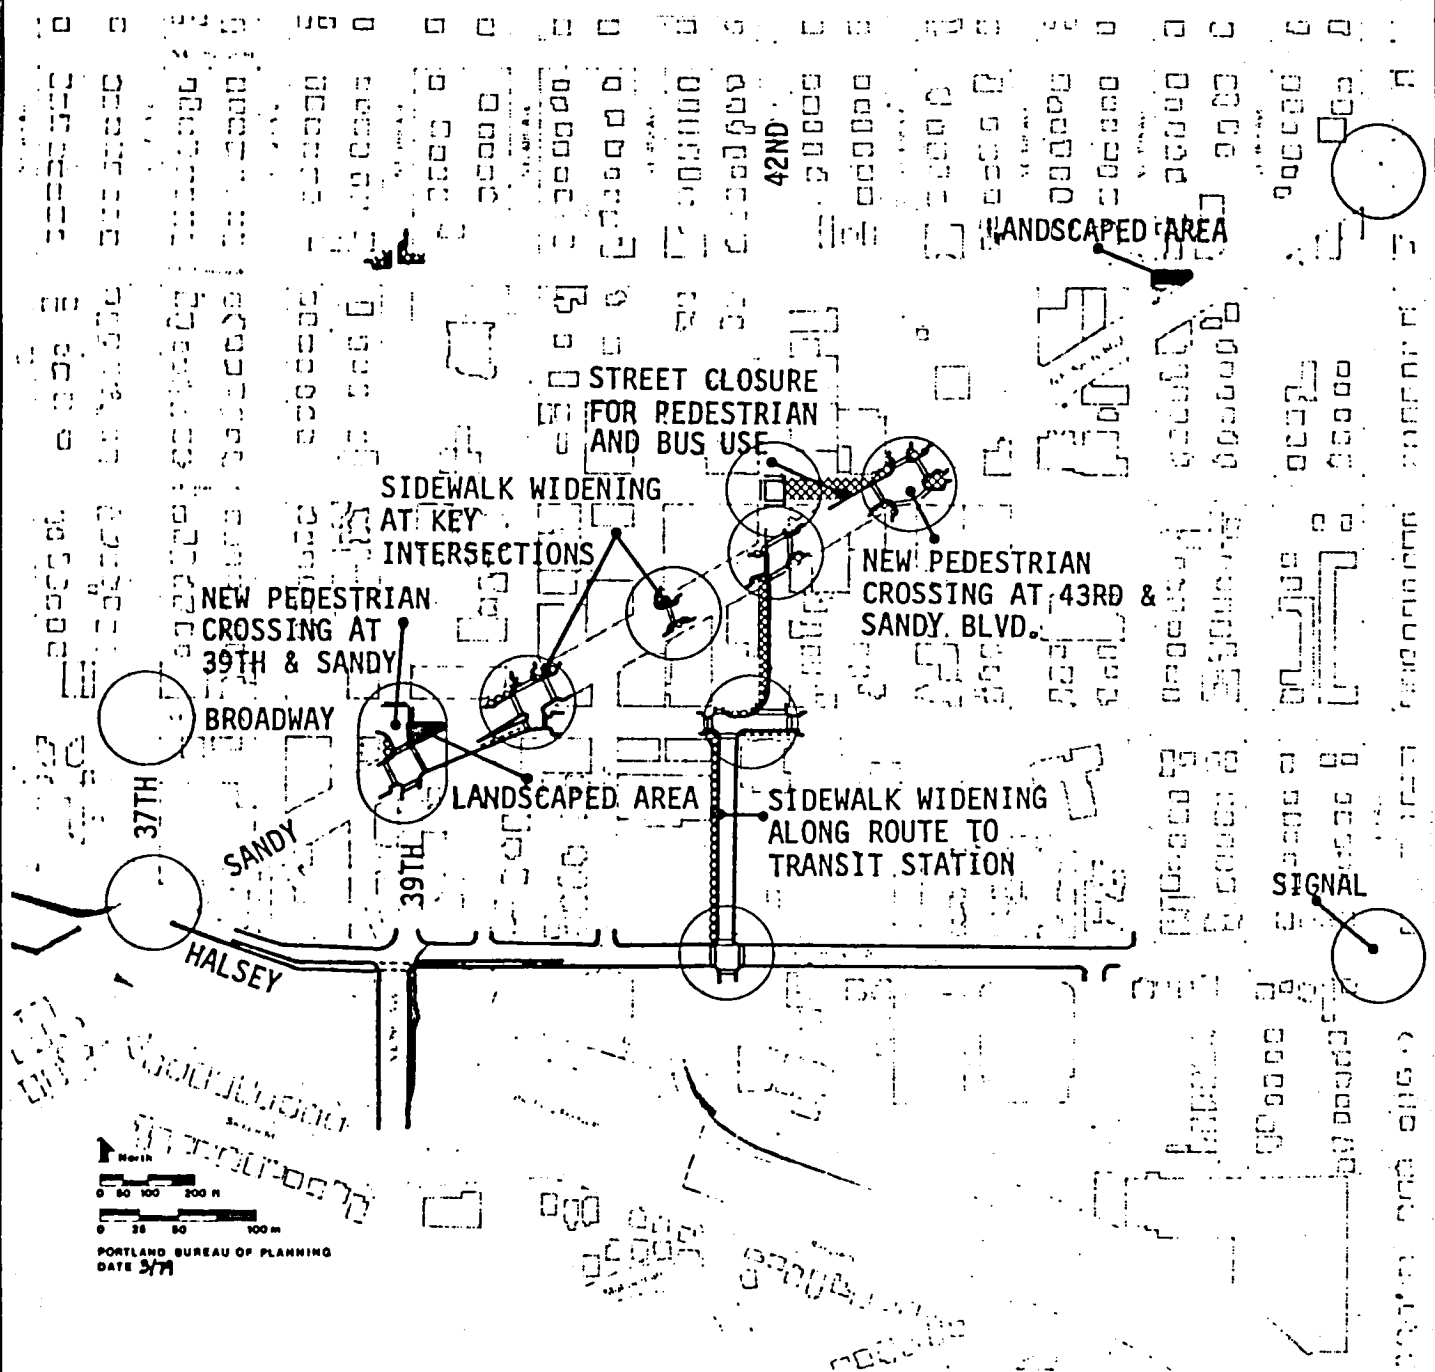 42ND
LANDSCAPED AREA
STREET CLOSURE
FOR PEDESTRIAN
AND BUS USE
SIDEWALK WIDENING
AT KEY
INTERSECTIONS
NEW PEDESTRIAN
CROSSING AT 43RD &
SANDY BLVD.
NEW PEDESTRIAN
CROSSING AT
39TH & SANDY
BROADWAY
LANDSCAPED AREA
37TH
SANDY
39TH
SIDEWALK WIDENING
ALONG ROUTE TO
TRANSIT STATION
SIGNAL
HALSEY
North
0 50 100 200 ft
0 25 50 100 m
PORTLAND BUREAU OF PLANNING
DATE 3/79